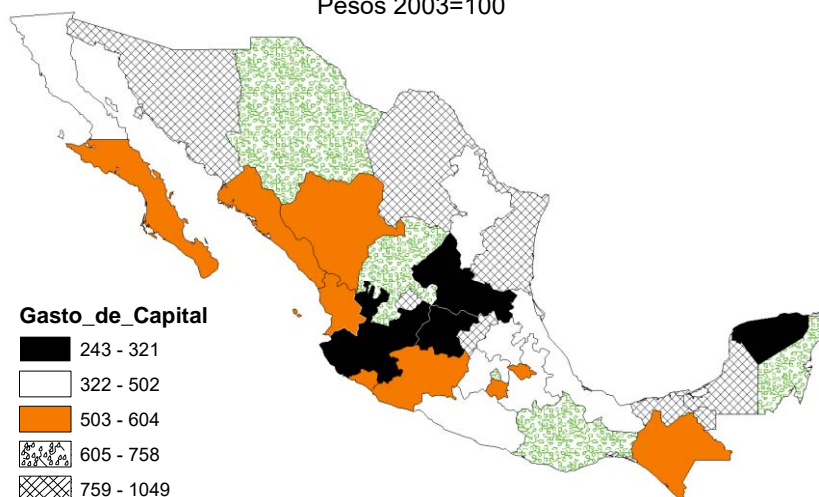 Pesos 2003=100
Gasto_de_Capital
243 - 321
322 - 502
503 - 604
605 - 758
759 - 1049